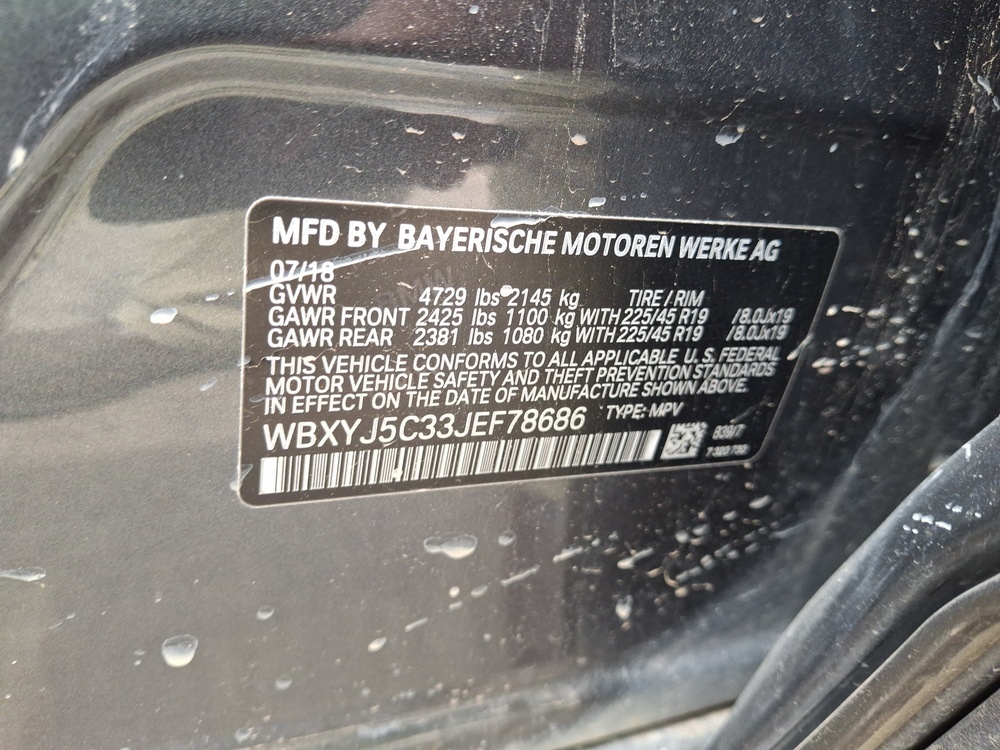 MFD BY BAYERISCHE MOTOREN WERKE AG
07/18
GVWR 4729 lbs 2145 kg TIRE / RIM
GAWR FRONT 2425 lbs 1100 kg WITH 225/45 R19 /8.0Jx19
GAWR REAR 2381 lbs 1080 kg WITH 225/45 R19 /8.0Jx19
THIS VEHICLE CONFORMS TO ALL APPLICABLE U.S. FEDERAL
MOTOR VEHICLE SAFETY AND THEFT PREVENTION STANDARDS
IN EFFECT ON THE DATE OF MANUFACTURE SHOWN ABOVE.
WBXYJ5C33JEF78686 TYPE: MPV